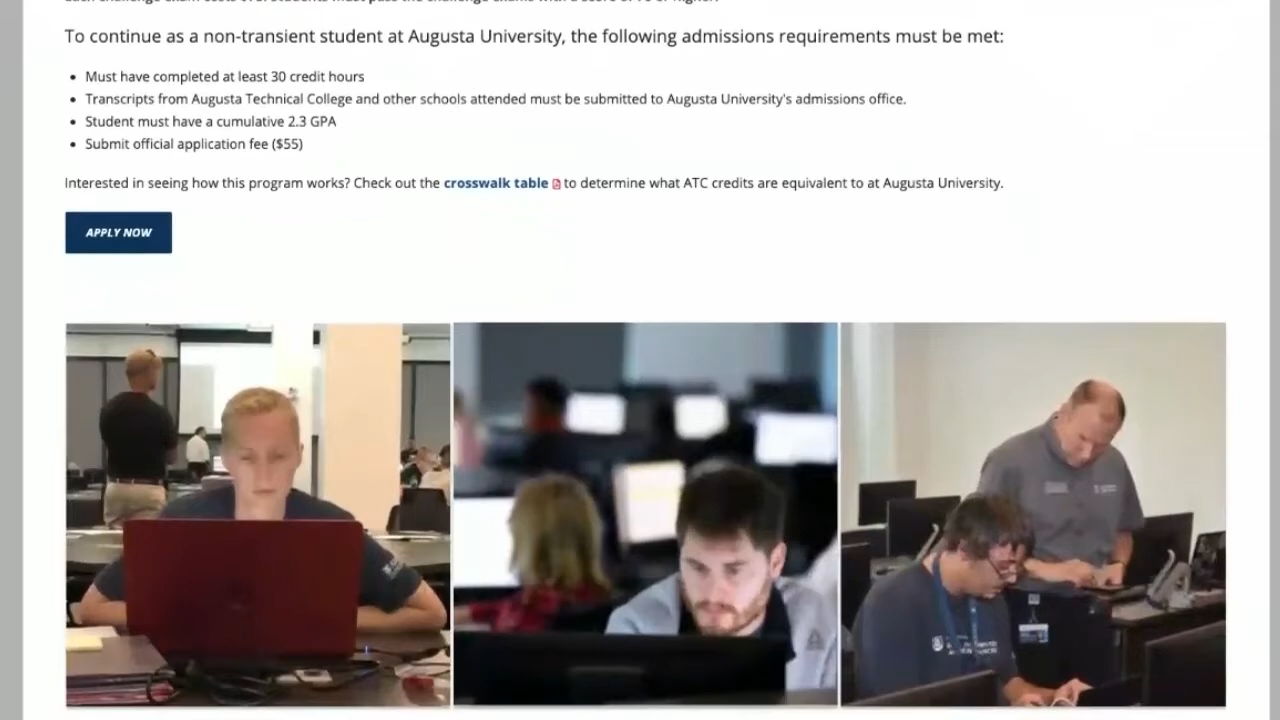 To continue as a non-transient student at Augusta University, the following admissions requirements must be met:
Must have completed at least 30 credit hours
Transcripts from Augusta Technical College and other schools attended must be submitted to Augusta University's admissions office.
Student must have a cumulative 2.3 GPA
Submit official application fee ($55)
Interested in seeing how this program works? Check out the crosswalk table to determine what ATC credits are equivalent to at Augusta University.
APPLY NOW